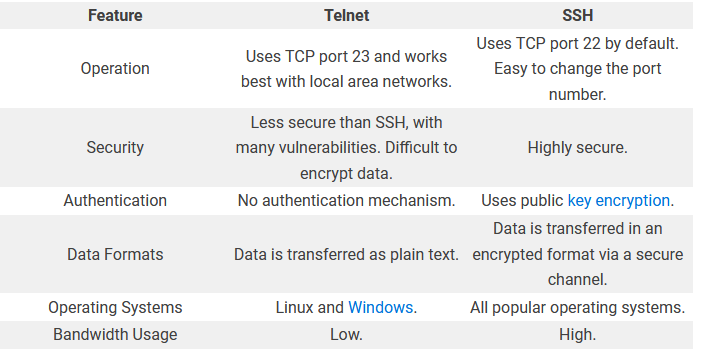 Feature Telnet SSH
Operation
Uses TCP port 23 and works
best with local area networks.
Uses TCP port 22 by default.
Easy to change the port
number.
Security
Less secure than SSH, with
many vulnerabilities. Difficult to
encrypt data.
Highly secure.
Authentication No authentication mechanism. Uses public key encryption.
Data Formats Data is transferred as plain text.
Data is transferred in an
encrypted format via a secure
channel.
Operating Systems Linux and Windows. All popular operating systems.
Bandwidth Usage Low. High.